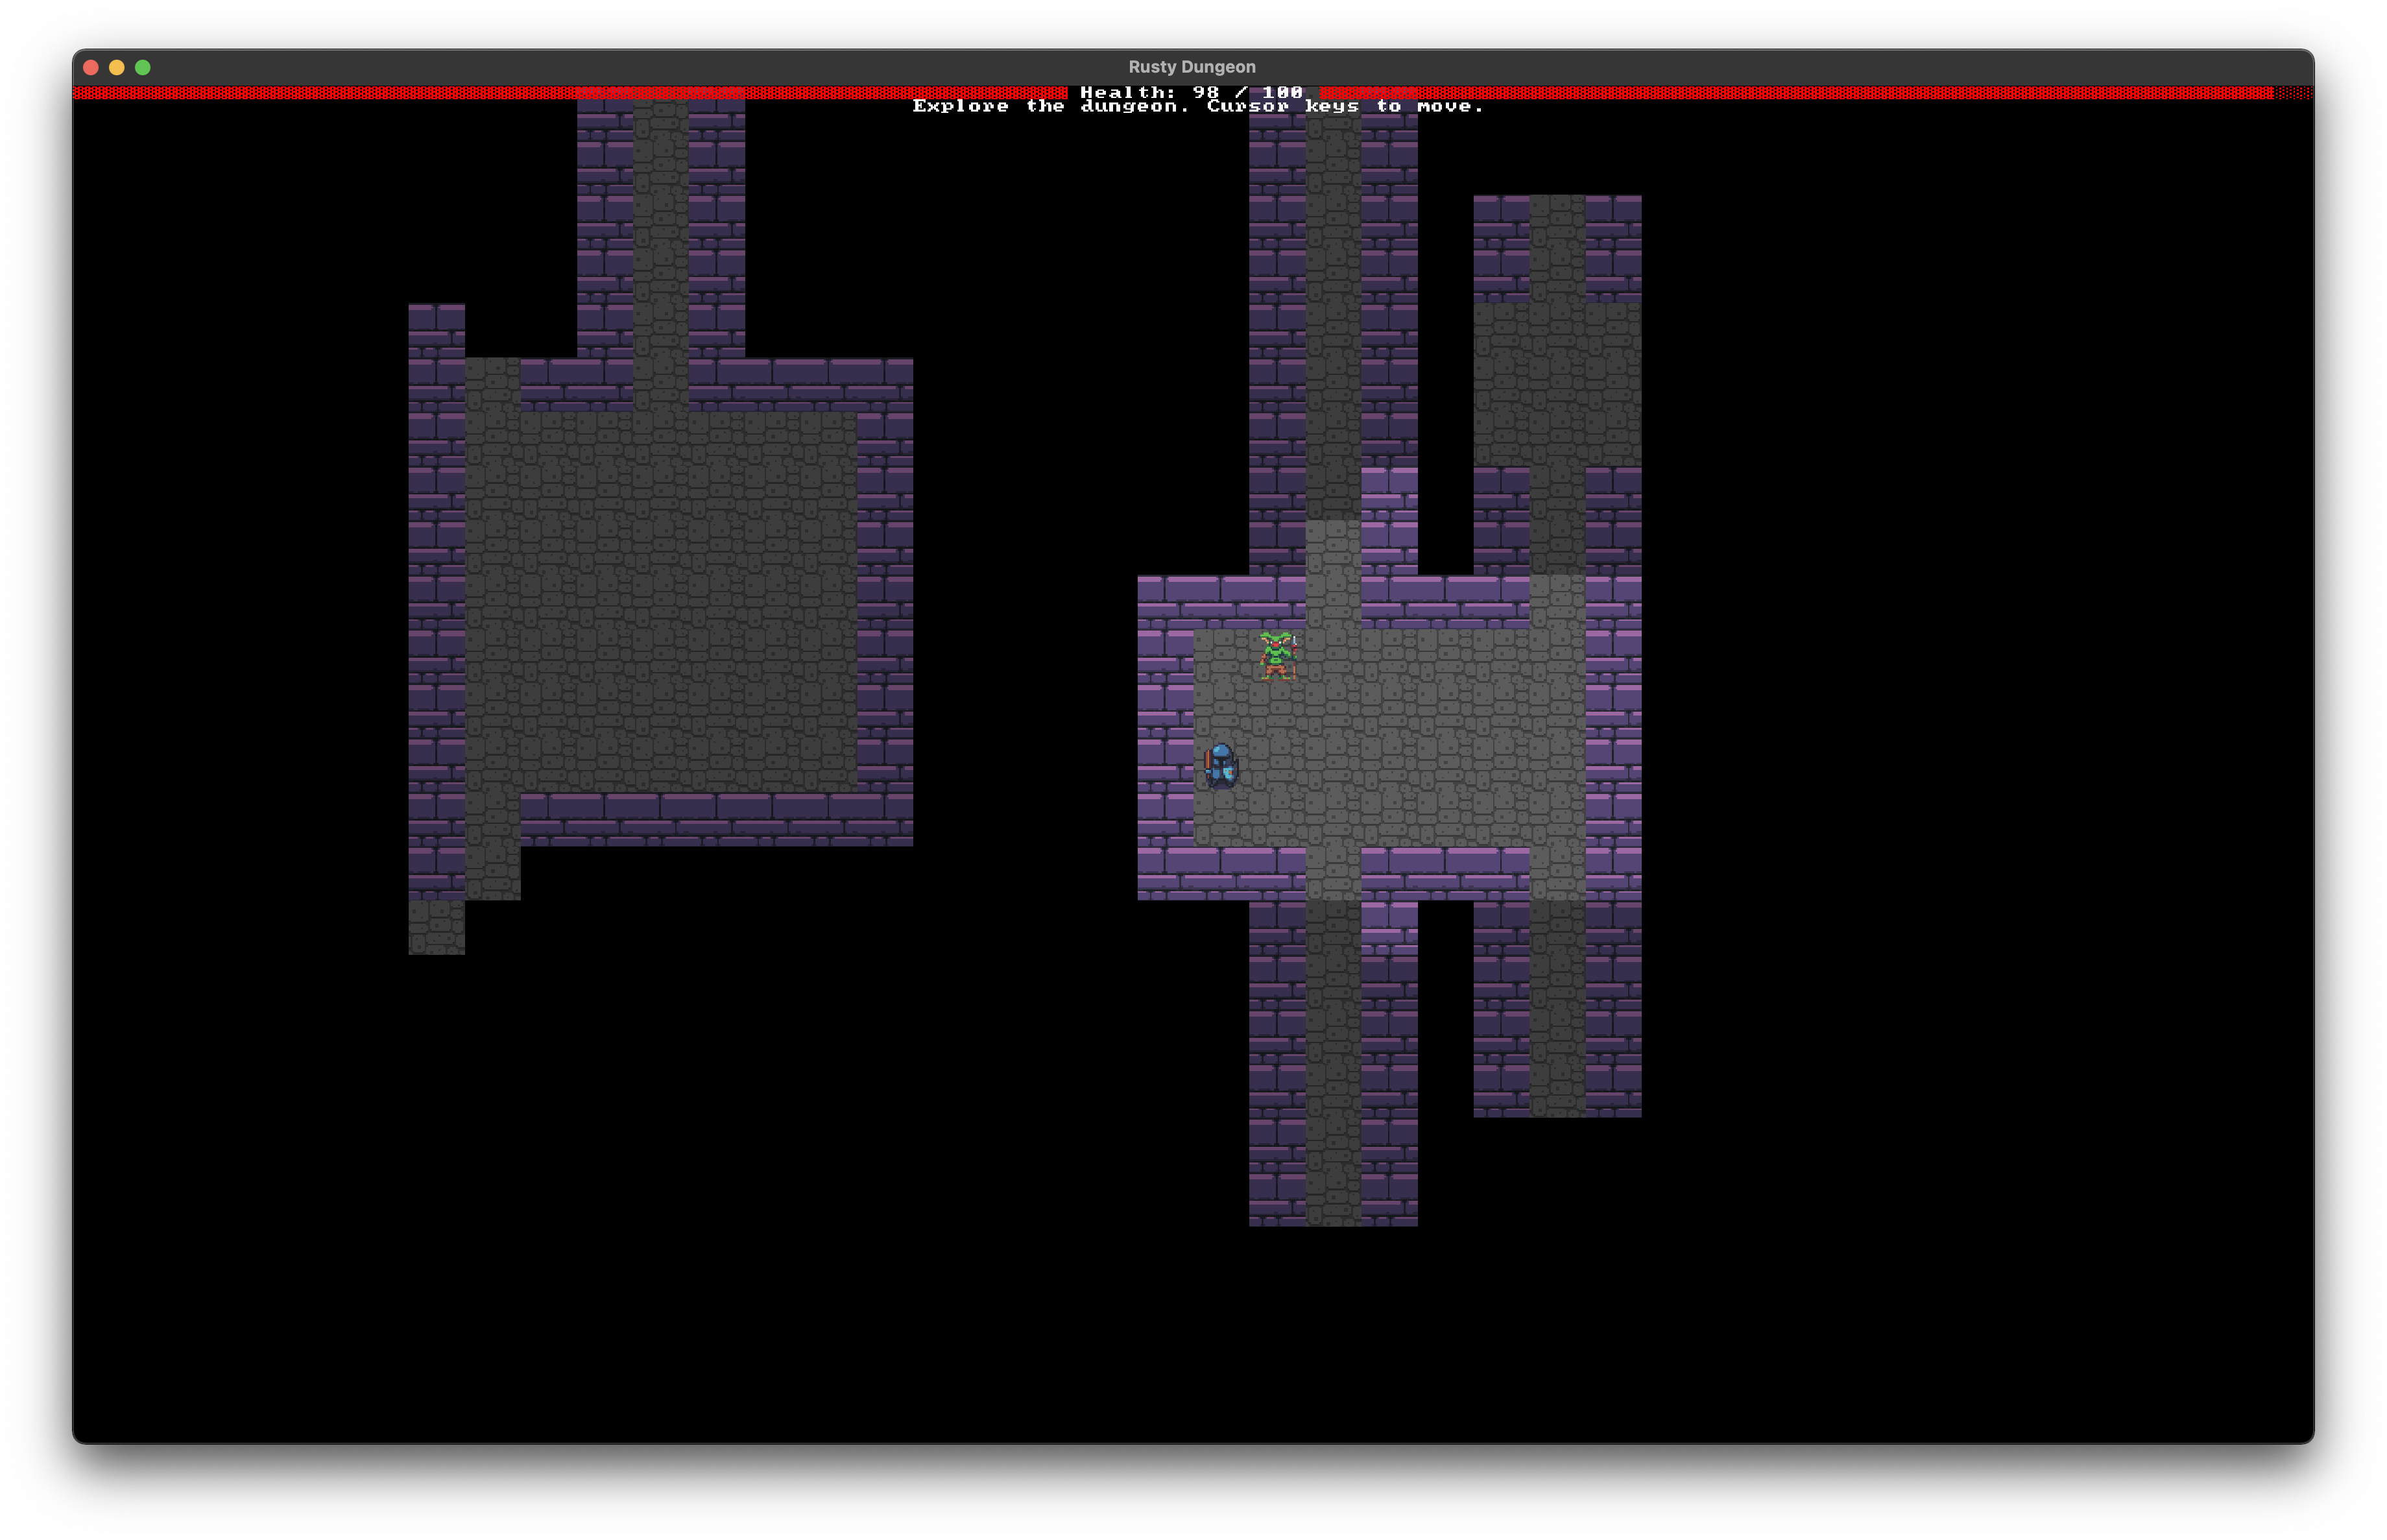 Rusty Dungeon
Health: 98 / 100
Explore the dungeon. Cursor keys to move.